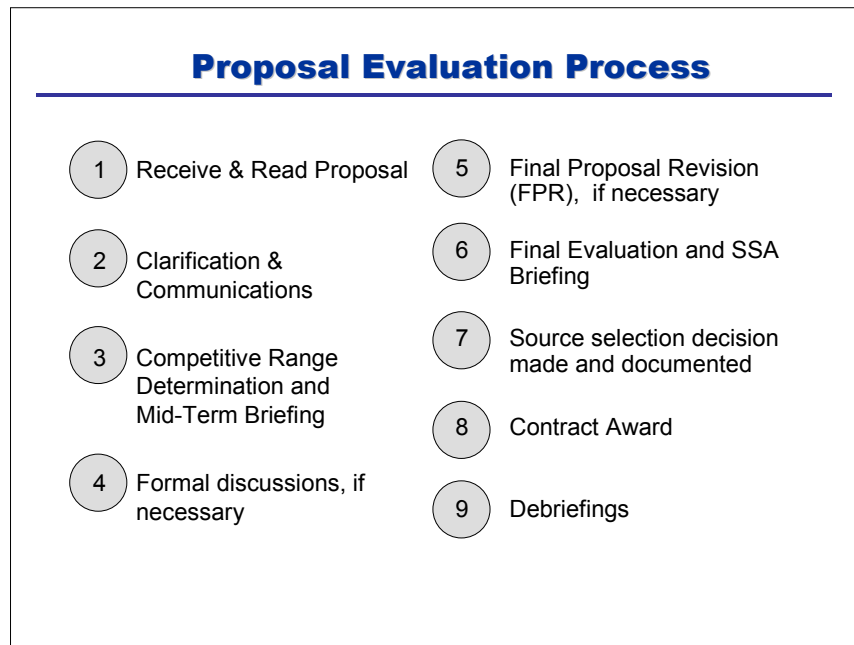 Proposal Evaluation Process
1 Receive & Read Proposal
2 Clarification &
Communications
3 Competitive Range
Determination and
Mid-Term Briefing
4 Formal discussions, if
necessary
5 Final Proposal Revision
(FPR),  if necessary
6 Final Evaluation and SSA
Briefing
7 Source selection decision
made and documented
8 Contract Award
9 Debriefings